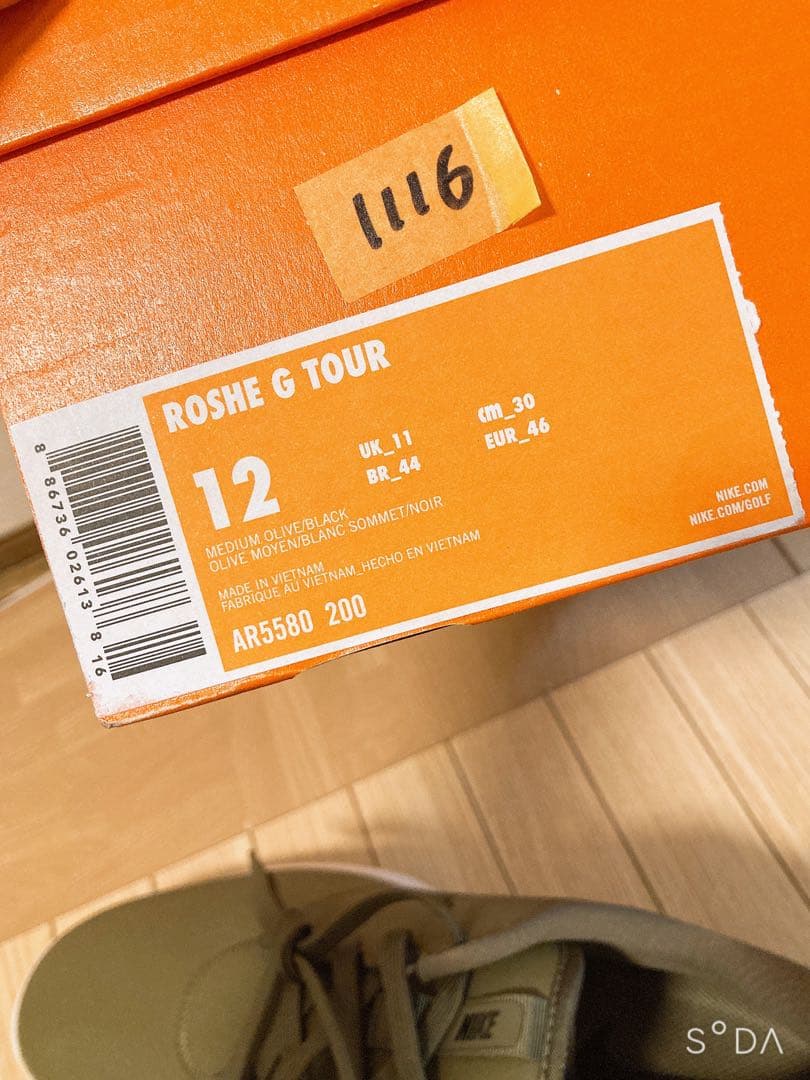 1116
ROSHE G TOUR
12
UK_11
BR_44
cm_30
EUR_46
MEDIUM OLIVE/BLACK
OLIVE MOYEN/BLANC SOMMET/NOIR
MADE IN VIETNAM
FABRIQUE AU VIETNAM_HECHO EN VIETNAM
AR5580 200
NIKE.COM
NIKE.COM/GOLF
8 86736 02613 8 16
NIKE
S°DA